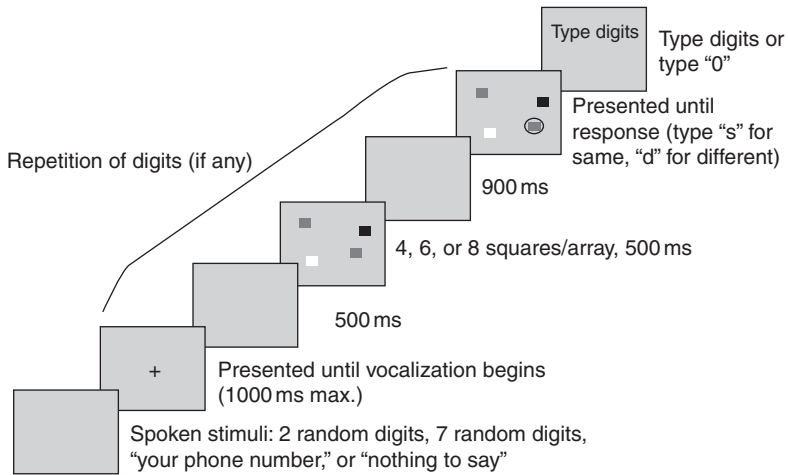 Type digits
Type digits or
type “0”
Presented until
response (type “s” for
same, “d” for different)
Repetition of digits (if any)
900 ms
4, 6, or 8 squares/array, 500 ms
500 ms
+
Presented until vocalization begins
(1000 ms max.)
Spoken stimuli: 2 random digits, 7 random digits,
“your phone number,” or “nothing to say”